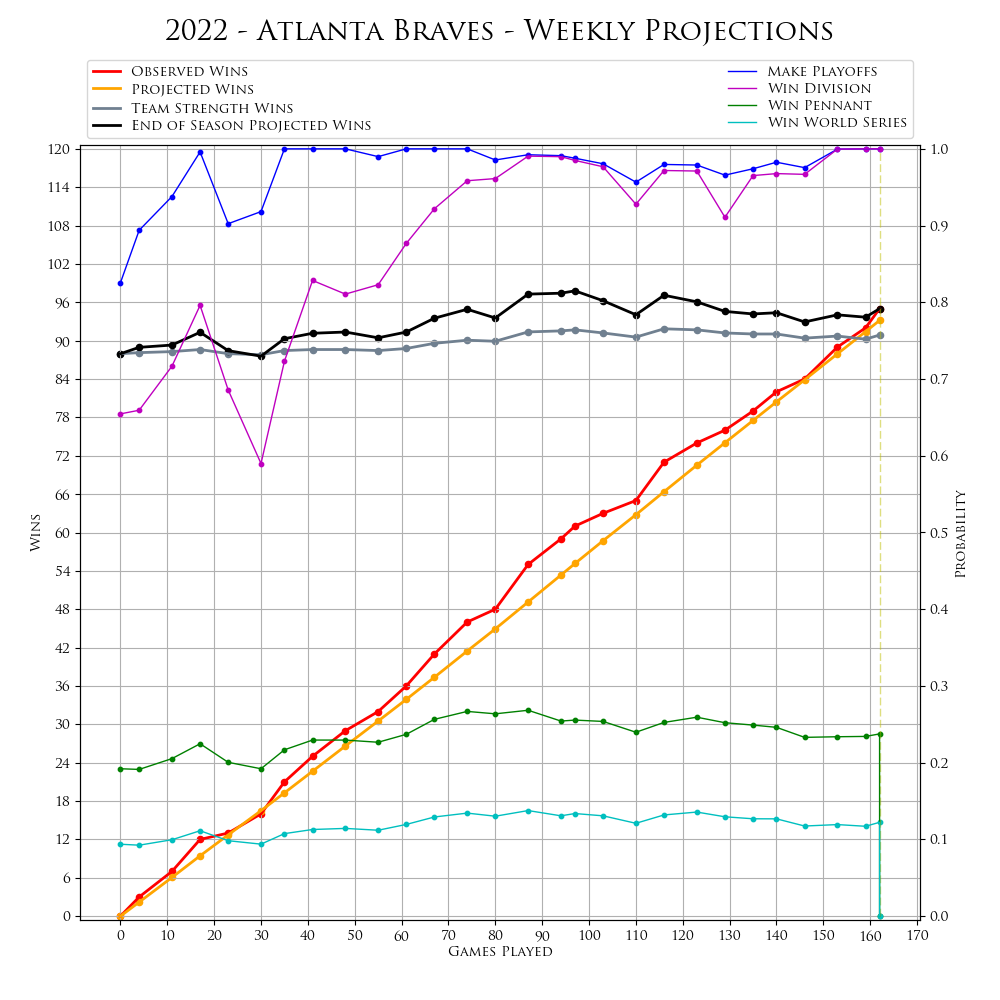 2022 - Atlanta Braves - Weekly Projections
Observed Wins
Projected Wins
Team Strength Wins
End of Season Projected Wins
Make Playoffs
Win Division
Win Pennant
Win World Series
120
114
108
102
96
90
84
78
72
66
60
54
48
42
36
30
24
18
12
6
0
Wins
1.0
0.9
0.8
0.7
0.6
0.5
0.4
0.3
0.2
0.1
0.0
Probability
0 10 20 30 40 50 60 70 80 90 100 110 120 130 140 150 160 170
Games Played